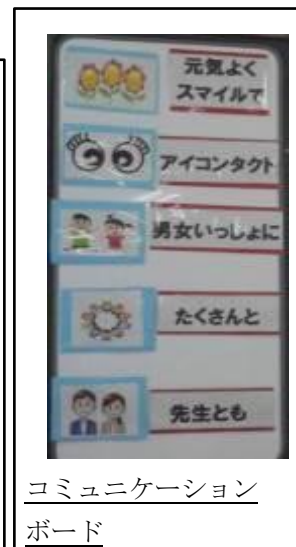 元気よく
スマイルで
アイコンタクト
男女いっしょに
たくさんと
先生とも
コミュニケーション
ボード